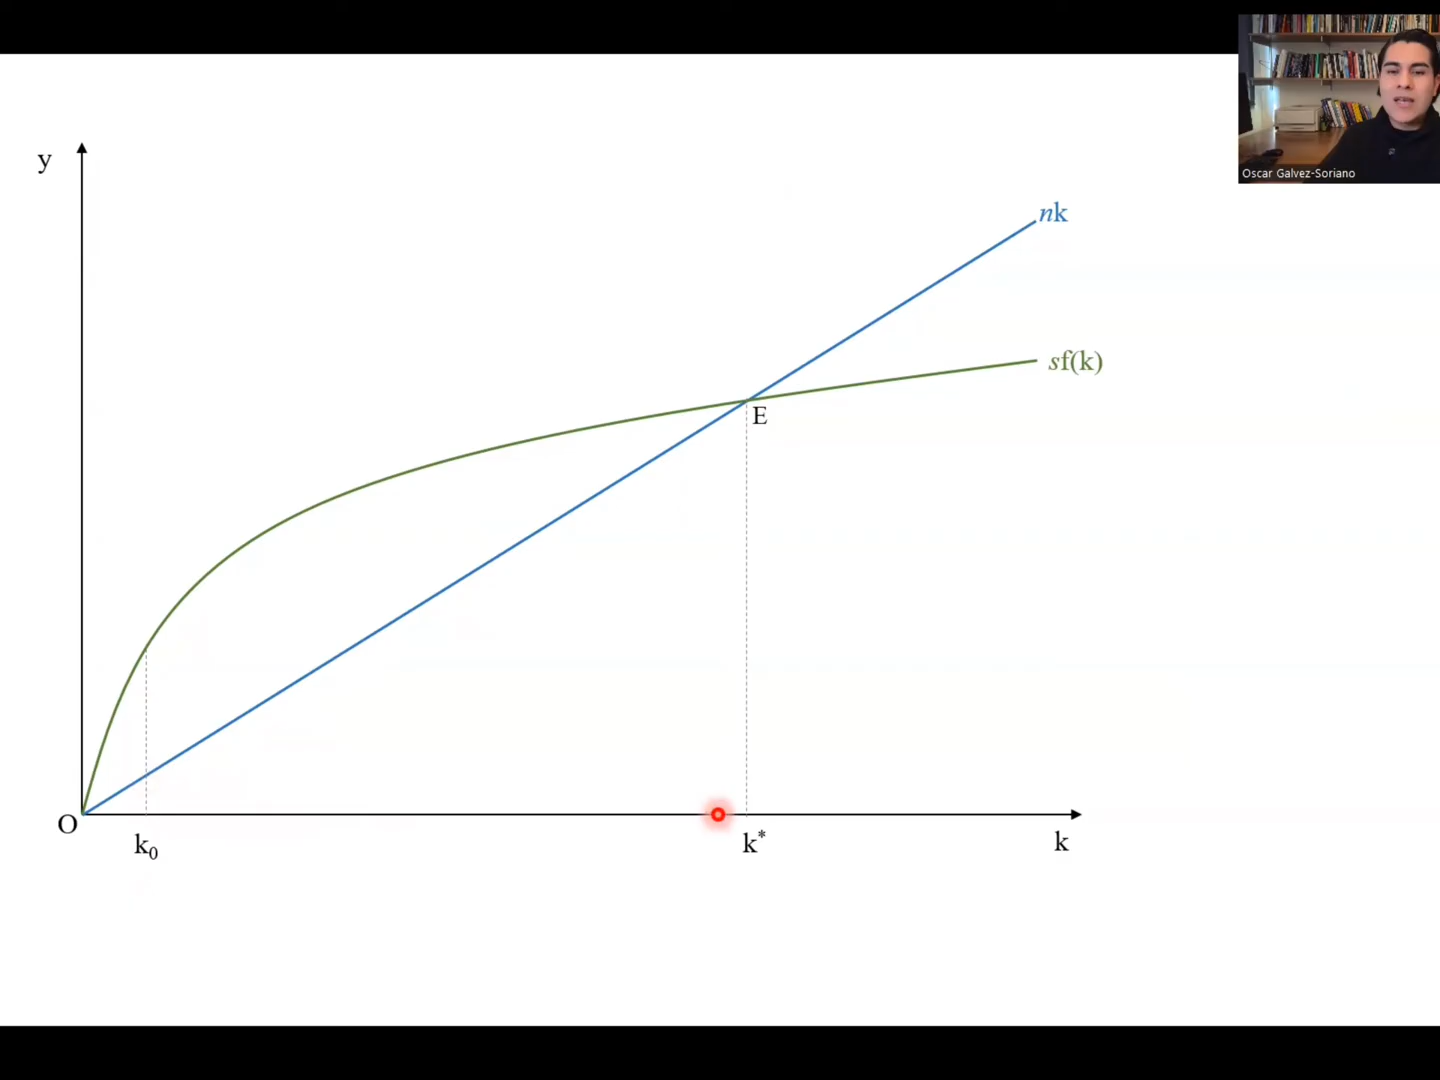 Oscar Galvez-Soriano
y
nk
sf(k)
E
O
k₀
k*
k